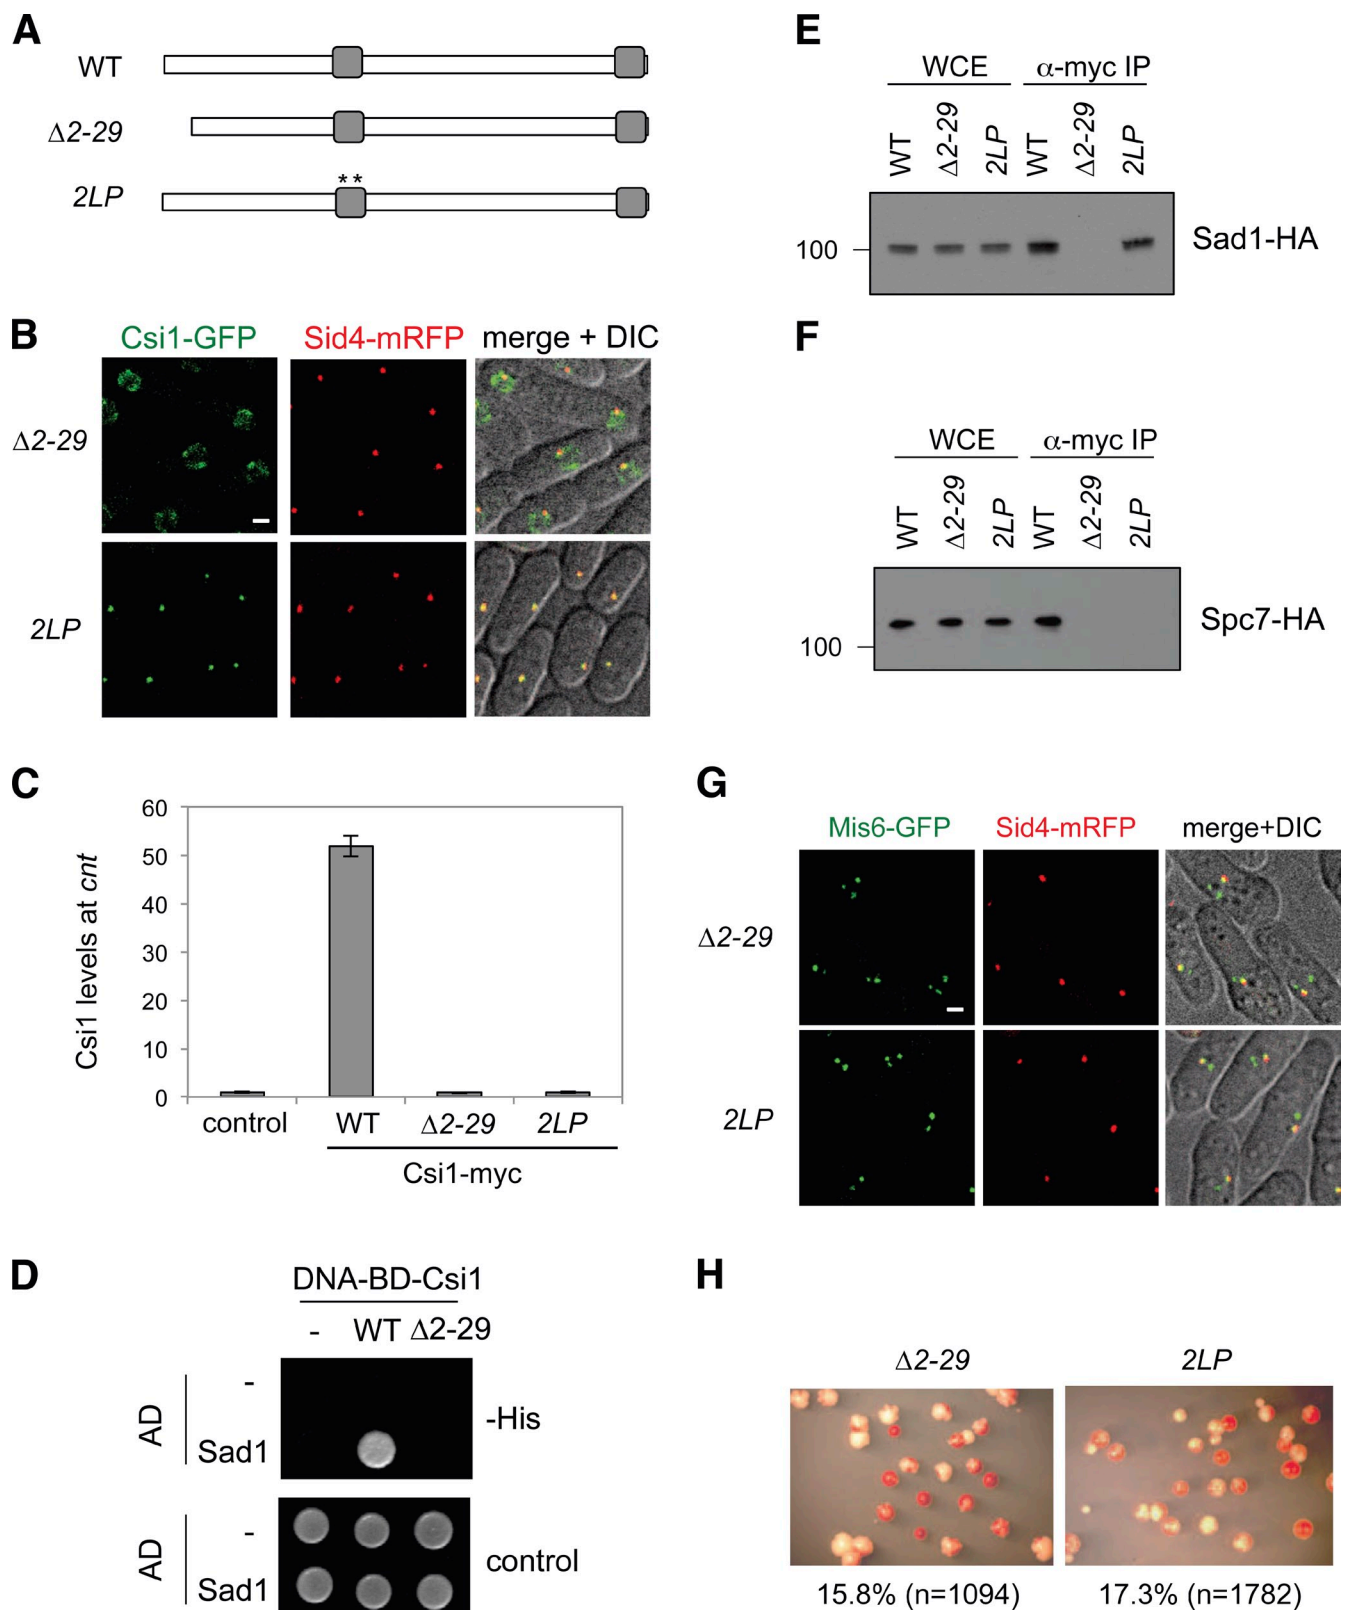 A
WT
Δ2-29
2LP
**
B
Csi1-GFP
Sid4-mRFP
merge + DIC
Δ2-29
2LP
C
Csi1 levels at cnt
60
50
40
30
20
10
0
control
WT
Δ2-29
2LP
Csi1-myc
D
DNA-BD-Csi1
-
WT
Δ2-29
AD
-
Sad1
-His
AD
-
Sad1
control
E
WCE
α-myc IP
WT
Δ2-29
2LP
WT
Δ2-29
2LP
100
Sad1-HA
F
WCE
α-myc IP
WT
Δ2-29
2LP
WT
Δ2-29
2LP
100
Spc7-HA
G
Mis6-GFP
Sid4-mRFP
merge+DIC
Δ2-29
2LP
H
Δ2-29
2LP
15.8% (n=1094)
17.3% (n=1782)